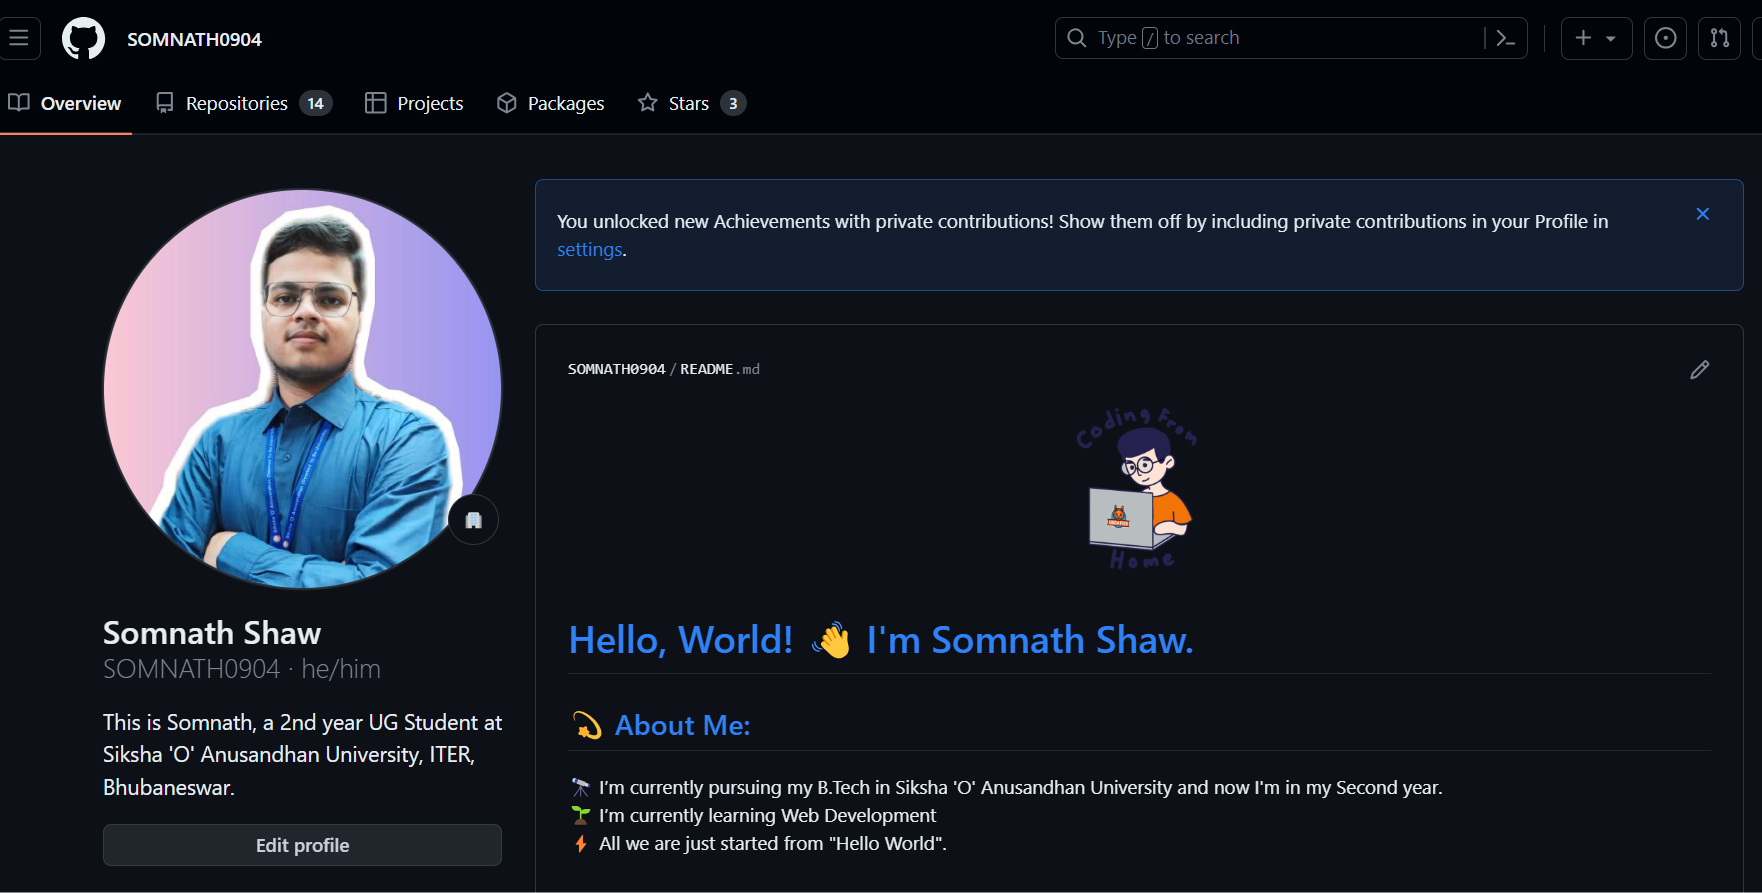 SOMNATH0904
Type / to search
Overview
Repositories 14
Projects
Packages
Stars 3
You unlocked new Achievements with private contributions! Show them off by including private contributions in your Profile in
settings.
Somnath Shaw
SOMNATH0904 · he/him
This is Somnath, a 2nd year UG Student at
Siksha 'O' Anusandhan University, ITER,
Bhubaneswar.
Edit profile
SOMNATH0904 / README.md
Coding From
Home
Hello, World! 👋 I'm Somnath Shaw.
💫 About Me:
🔭 I’m currently pursuing my B.Tech in Siksha 'O' Anusandhan University and now I'm in my Second year.
🌱 I’m currently learning Web Development
⚡ All we are just started from "Hello World".